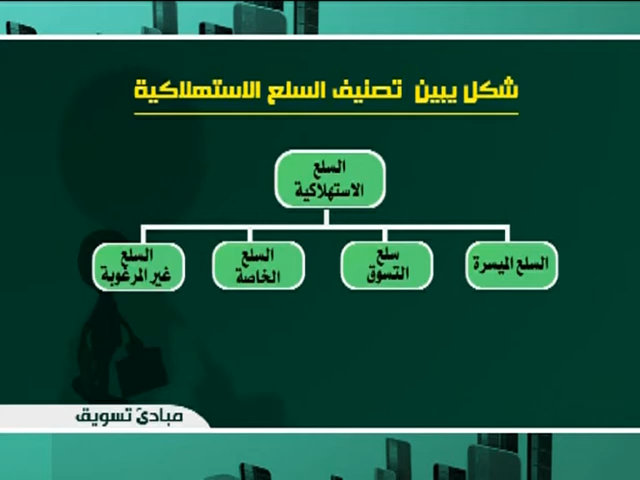 شكل يبين تصنيف السلع الاستهلاكية
السلع
الاستهلاكية
السلع الميسرة
سلع
التسوق
السلع
الخاصة
السلع
غير المرغوبة
مبادئ تسويق